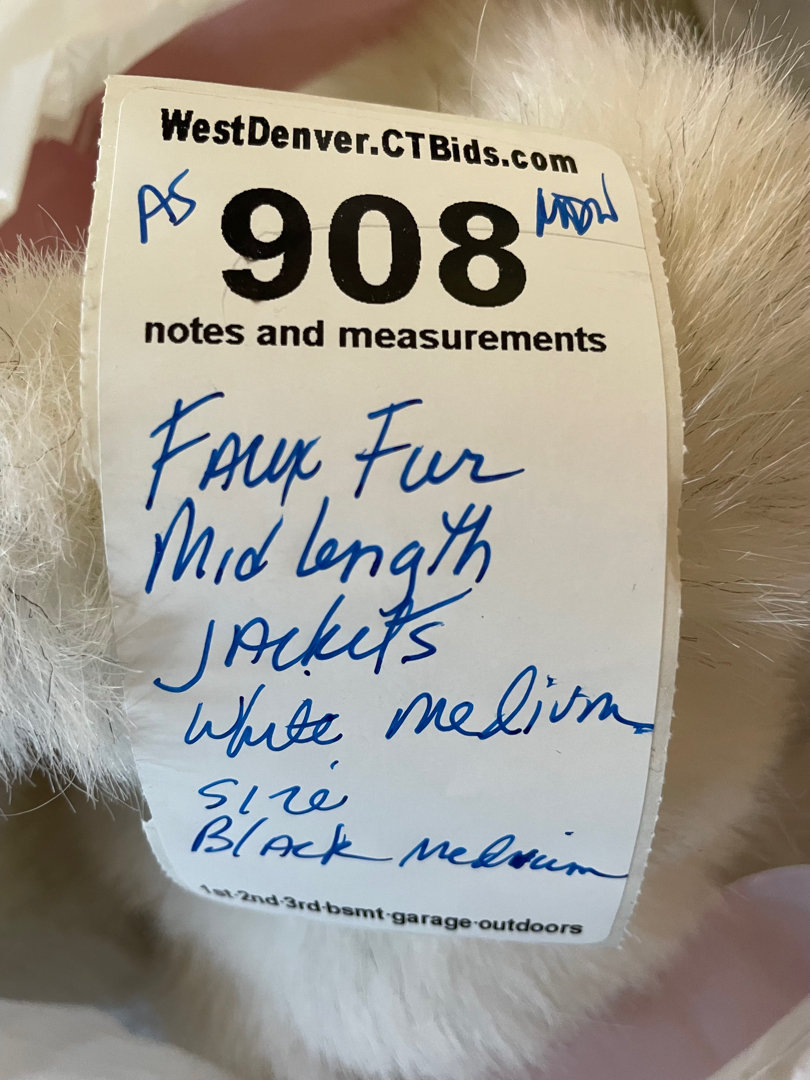 WestDenver.CTBids.com
AS 908
notes and measurements
Faux Fur
Mid length
Jackets
White medium
size
Black medium
1st·2nd·3rd·bsmt·garage·outdoors